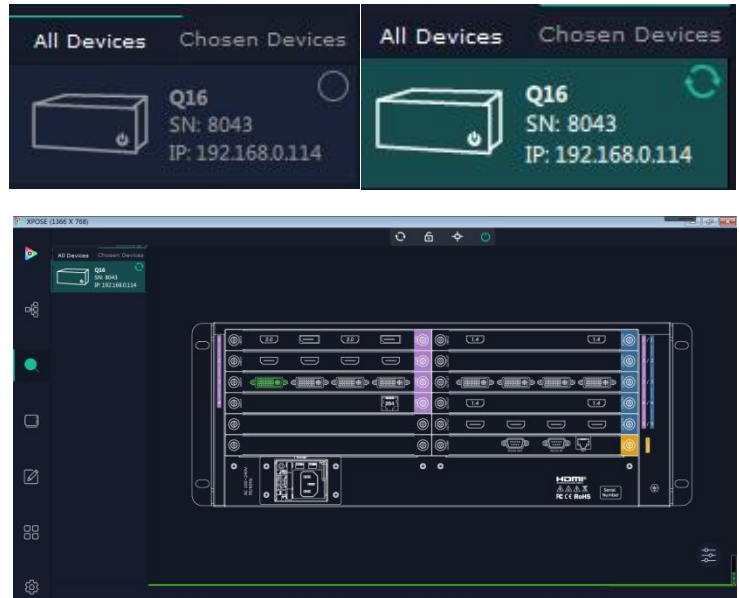 All Devices Chosen Devices
Q16
SN: 8043
IP: 192.168.0.114
All Devices Chosen Devices
Q16
SN: 8043
IP: 192.168.0.114
XPOSE (1366 X 768)
All Devices Chosen Devices
Q16
SN: 8043
IP: 192.168.0.114
2.0 2.0 1.4 1.4
1.4 1.4
HDMI
FC CE RoHS
Serial
Number